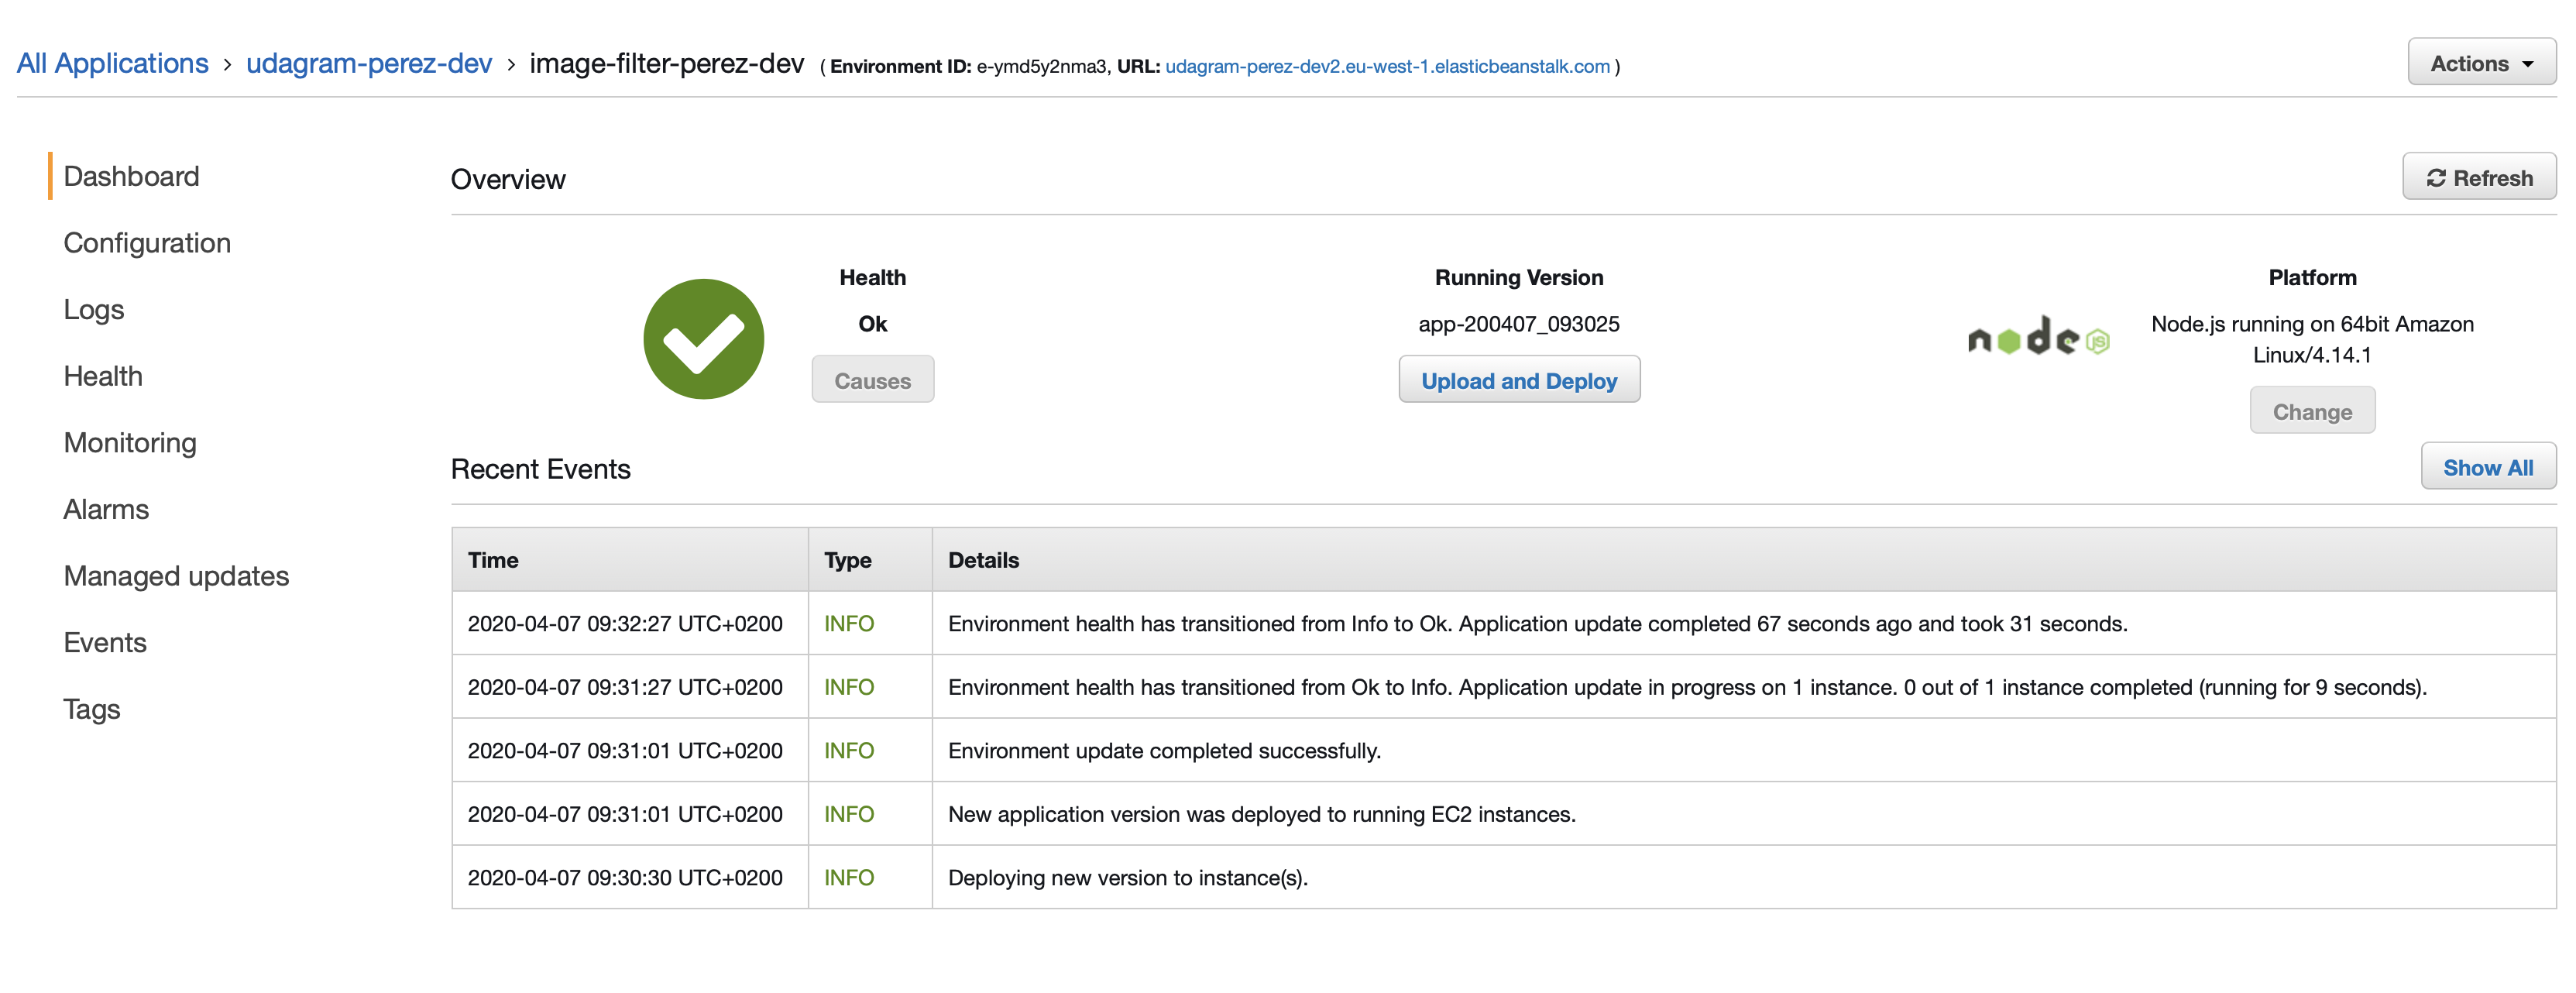 All Applications › udagram-perez-dev › image-filter-perez-dev ( Environment ID: e-ymd5y2nma3, URL: udagram-perez-dev2.eu-west-1.elasticbeanstalk.com )
Actions
Dashboard
Configuration
Logs
Health
Monitoring
Alarms
Managed updates
Events
Tags
Overview
Refresh
Health
Ok
Causes
Running Version
app-200407_093025
Upload and Deploy
node JS
Platform
Node.js running on 64bit Amazon
Linux/4.14.1
Change
Recent Events
Show All
Time Type Details
2020-04-07 09:32:27 UTC+0200 INFO Environment health has transitioned from Info to Ok. Application update completed 67 seconds ago and took 31 seconds.
2020-04-07 09:31:27 UTC+0200 INFO Environment health has transitioned from Ok to Info. Application update in progress on 1 instance. 0 out of 1 instance completed (running for 9 seconds).
2020-04-07 09:31:01 UTC+0200 INFO Environment update completed successfully.
2020-04-07 09:31:01 UTC+0200 INFO New application version was deployed to running EC2 instances.
2020-04-07 09:30:30 UTC+0200 INFO Deploying new version to instance(s).